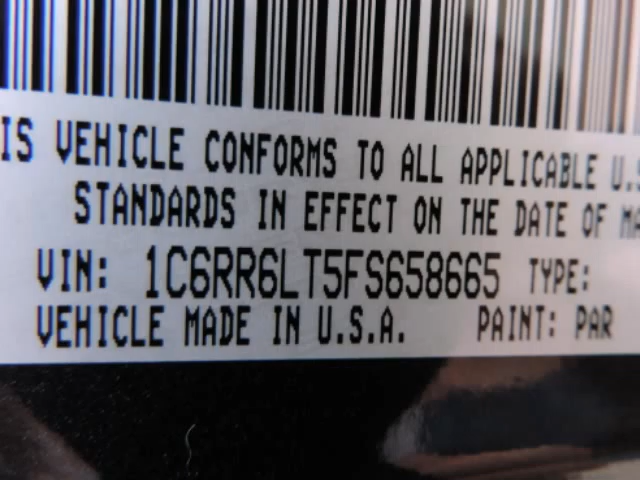 IS VEHICLE CONFORMS TO ALL APPLICABLE U.S
STANDARDS IN EFFECT ON THE DATE OF MA
VIN: 1C6RR6LT5FS658665 TYPE:
VEHICLE MADE IN U.S.A. PAINT: PAR